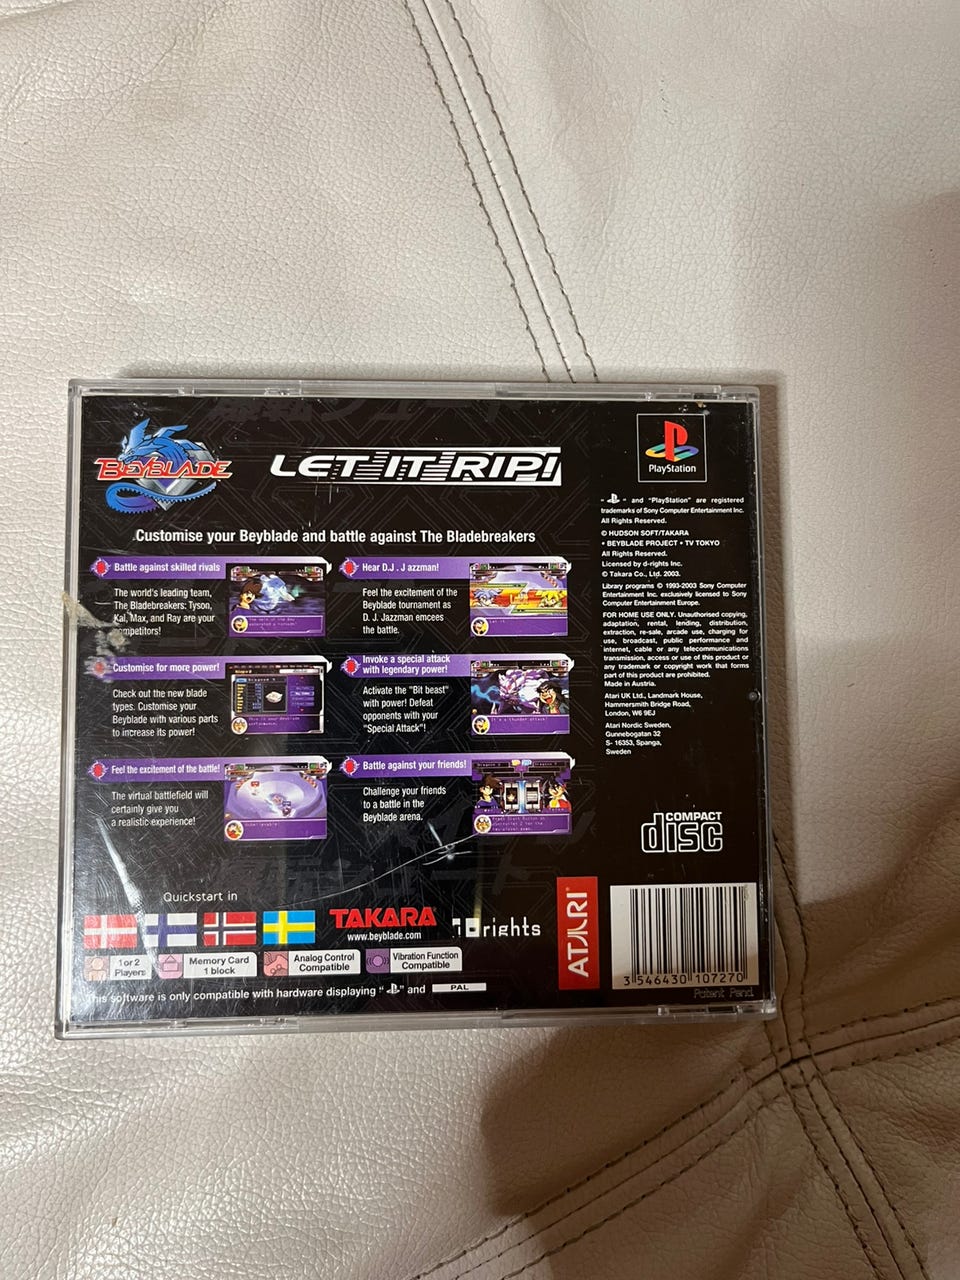 BEYBLADE
LET IT RIP!
Customise your Beyblade and battle against The Bladebreakers
Battle against skilled rivals
The world's leading team,
The Bladebreakers: Tyson,
Kai, Max, and Ray are your
competitors!
Hear D.J . J azzman!
Feel the excitement of the
Beyblade tournament as
D. J. Jazzman emcees
the battle.
Customise for more power!
Check out the new blade
types. Customise your
Beyblade with various parts
to increase its power!
Invoke a special attack
with legendary power!
Activate the "Bit beast"
with power! Defeat
opponents with your
"Special Attack"!
It's a thunder attack!
Feel the excitement of the battle!
The virtual battlefield will
certainly give you
a realistic experience!
Unbelievable!
Battle against your friends!
Challenge your friends
to a battle in the
Beyblade arena.
PlayStation
" " and "PlayStation" are registered
trademarks of Sony Computer Entertainment Inc.
All Rights Reserved.
© HUDSON SOFT/TAKARA
• BEYBLADE PROJECT • TV TOKYO
All Rights Reserved.
Licensed by d-rights Inc.
© Takara Co., Ltd. 2003.
Library programs © 1993-2003 Sony Computer
Entertainment Inc. exclusively licensed to Sony
Computer Entertainment Europe.
FOR HOME USE ONLY. Unauthorised copying,
adaptation, rental, lending, distribution,
extraction, re-sale, arcade use, charging for
use, broadcast, public performance and
internet, cable or any telecommunications
transmission, access or use of this product or
any trademark or copyright work that forms
part of this product are prohibited.
Made in Austria.
Atari UK Ltd., Landmark House,
Hammersmith Bridge Road,
London, W6 9EJ
Atari Nordic Sweden,
Gunnebogatan 32
S- 16353, Spanga,
Sweden
COMPACT
disc
Quickstart in
TAKARA
www.beyblade.com
rights
ATARI
1 or 2
Players
Memory Card
1 block
Analog Control
Compatible
Vibration Function
Compatible
This software is only compatible with hardware displaying " " and PAL
3 546430 107270
Patent Pend